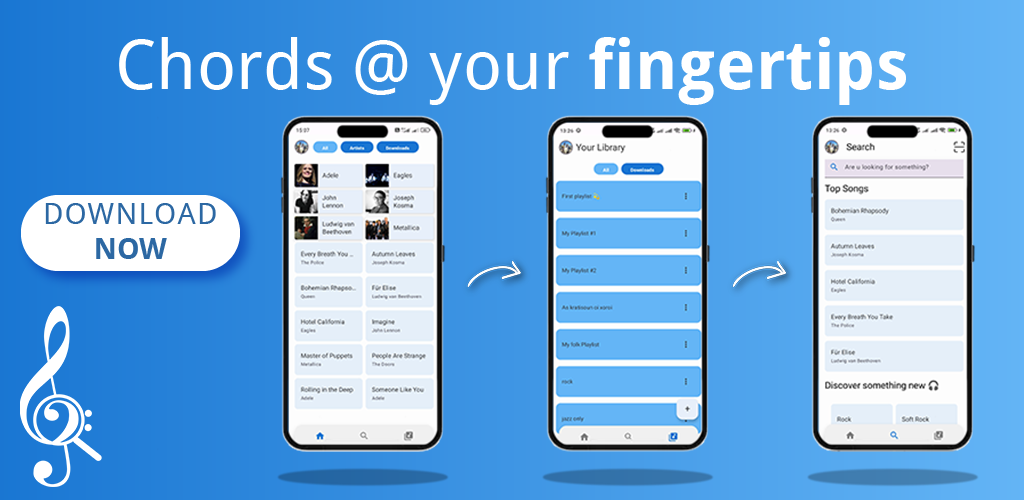 Chords @ your fingertips
DOWNLOAD
NOW
15:07
All
Artists
Downloads
Adele
Eagles
John
Lennon
Joseph
Kosma
Ludwig van
Beethoven
Metallica
Every Breath You ...
The Police
Autumn Leaves
Joseph Kosma
Bohemian Rhapso...
Queen
Für Elise
Ludwig van Beethoven
Hotel California
Eagles
Imagine
John Lennon
Master of Puppets
Metallica
People Are Strange
The Doors
Rolling in the Deep
Adele
Someone Like You
Adele
13:26
Your Library
All
Downloads
First playlist
My Playlist #1
My Playlist #2
My folk Playlist
rock
jazz only
+
13:26
Search
Are u looking for something?
Top Songs
Bohemian Rhapsody
Queen
Autumn Leaves
Joseph Kosma
Hotel California
Eagles
Every Breath You Take
The Police
Für Elise
Ludwig van Beethoven
Discover something new
Rock
Soft Rock